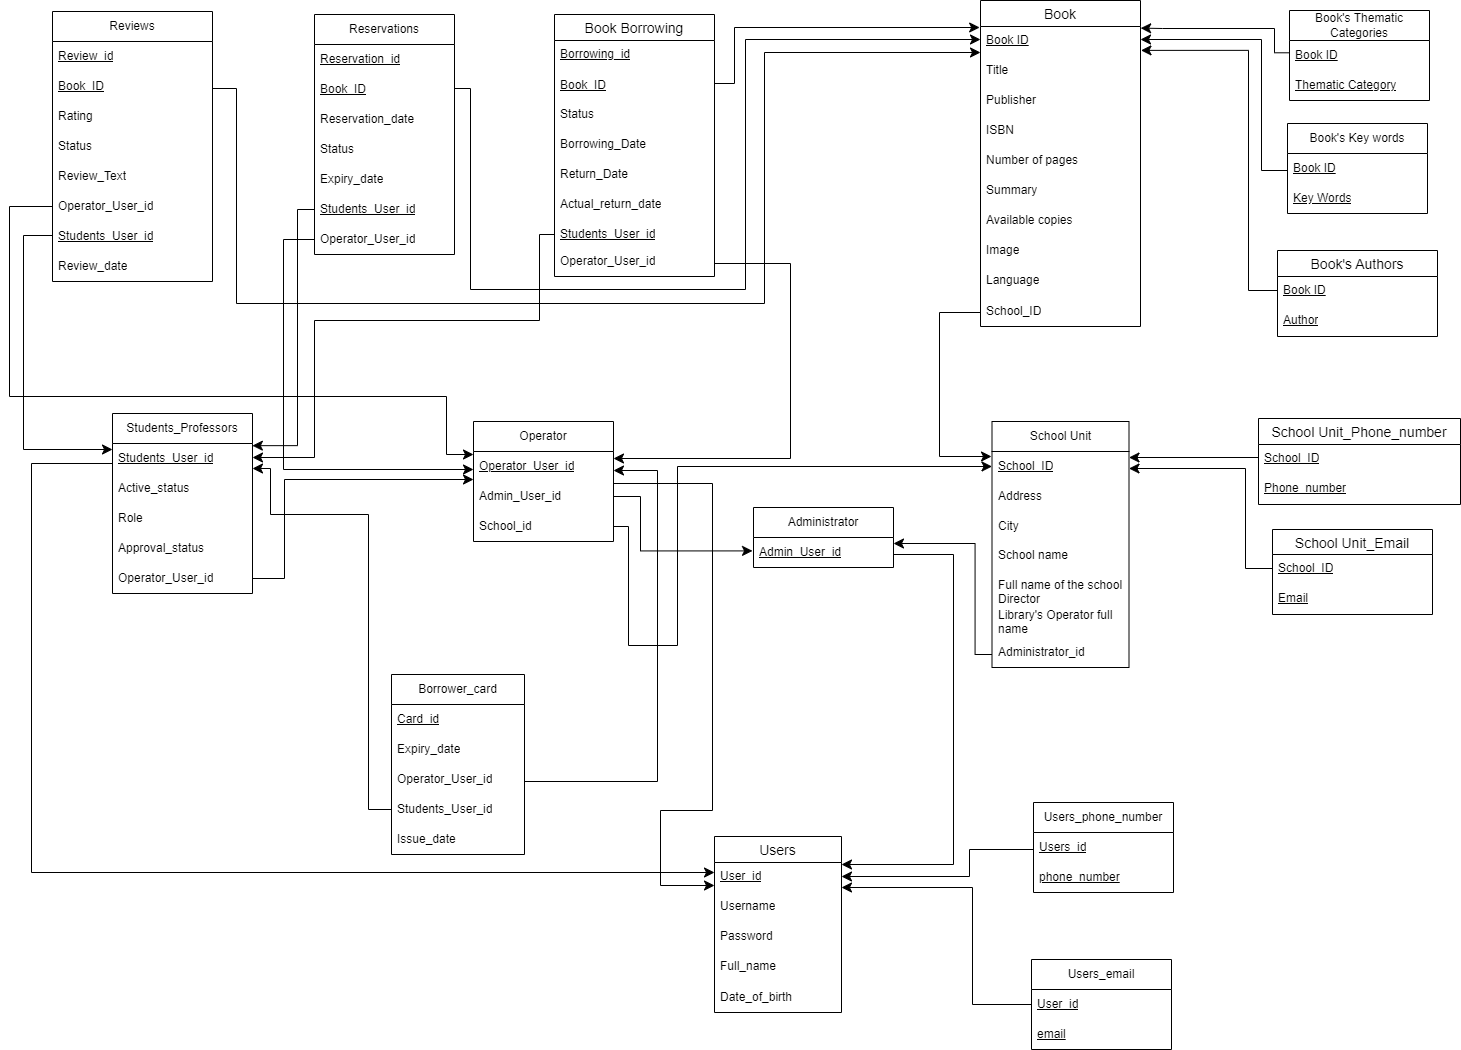 Reviews
Review_id
Book_ID
Rating
Status
Review_Text
Operator_User_id
Students_User_id
Review_date
Reservations
Reservation_id
Book_ID
Reservation_date
Status
Expiry_date
Students_User_id
Operator_User_id
Book Borrowing
Borrowing_id
Book_ID
Status
Borrowing_Date
Return_Date
Actual_return_date
Students_User_id
Operator_User_id
Book
Book ID
Title
Publisher
ISBN
Number of pages
Summary
Available copies
Image
Language
School_ID
Book's Thematic
Categories
Book ID
Thematic Category
Book's Key words
Book ID
Key Words
Book's Authors
Book ID
Author
Students_Professors
Students_User_id
Active_status
Role
Approval_status
Operator_User_id
Operator
Operator_User_id
Admin_User_id
School_id
Administrator
Admin_User_id
School Unit
School_ID
Address
City
School name
Full name of the school
Director
Library's Operator full
name
Administrator_id
School Unit_Phone_number
School_ID
Phone_number
School Unit_Email
School_ID
Email
Borrower_card
Card_id
Expiry_date
Operator_User_id
Students_User_id
Issue_date
Users
User_id
Username
Password
Full_name
Date_of_birth
Users_phone_number
Users_id
phone_number
Users_email
User_id
email